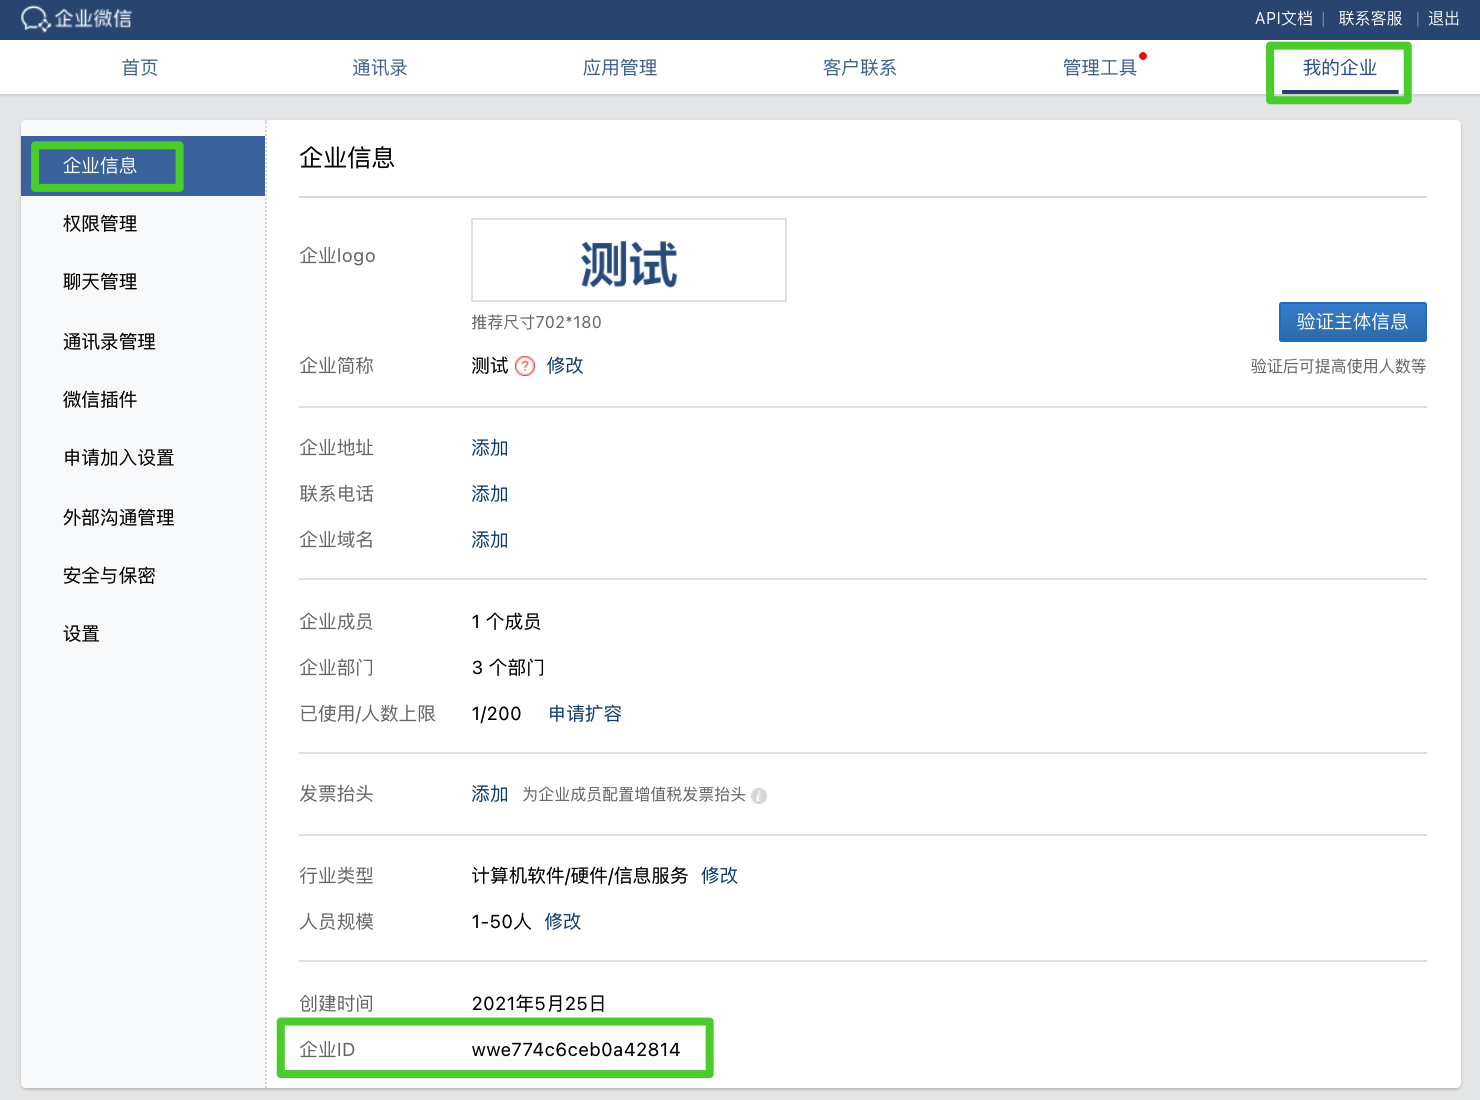 企业微信
API文档 | 联系客服 | 退出
首页 通讯录 应用管理 客户联系 管理工具 我的企业
企业信息
权限管理
聊天管理
通讯录管理
微信插件
申请加入设置
外部沟通管理
安全与保密
设置
企业信息
企业logo 测试
推荐尺寸702*180
验证主体信息
企业简称 测试 ? 修改
验证后可提高使用人数等
企业地址 添加
联系电话 添加
企业域名 添加
企业成员 1 个成员
企业部门 3 个部门
已使用/人数上限 1/200 申请扩容
发票抬头 添加 为企业成员配置增值税发票抬头 i
行业类型 计算机软件/硬件/信息服务 修改
人员规模 1-50人 修改
创建时间 2021年5月25日
企业ID wwe774c6ceb0a42814